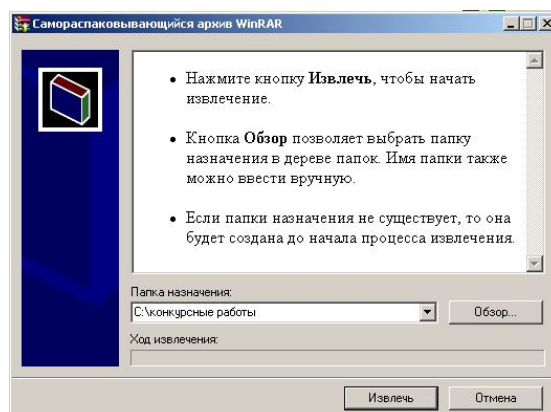 Самораспаковывающийся архив WinRAR
• Нажмите кнопку Извлечь, чтобы начать
извлечение.
• Кнопка Обзор позволяет выбрать папку
назначения в дереве папок. Имя папки также
можно ввести вручную.
• Если папки назначения не существует, то она
будет создана до начала процесса извлечения.
Папка назначения:
C:\конкурсные работы
Обзор...
Ход извлечения:
Извлечь
Отмена